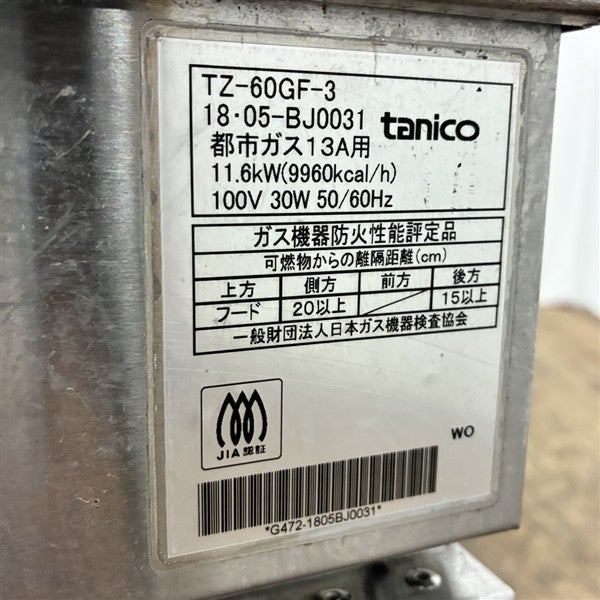 TZ-60GF-3
18・05-BJ0031 tanico
都市ガス13A用
11.6kW(9960kcal/h)
100V 30W 50/60Hz
ガス機器防火性能評定品
可燃物からの離隔距離(cm)
上方 側方 前方 後方
フード 20以上 15以上
一般財団法人日本ガス機器検査協会
JIA認証
WO
*G472-1805BJ0031*